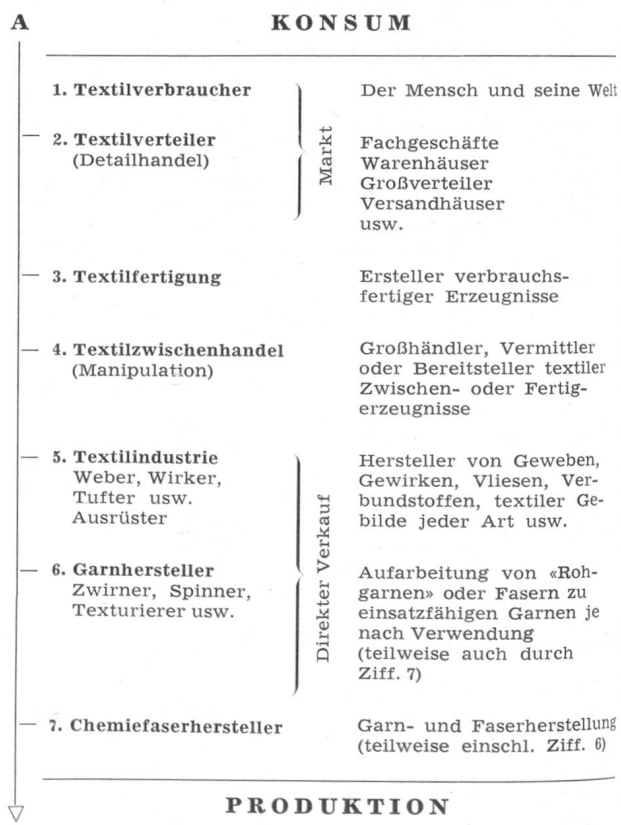 A KONSUM
1. Textilverbraucher
Der Mensch und seine Welt
2. Textilverteiler
(Detailhandel)
Markt
Fachgeschäfte
Warenhäuser
Großverteiler
Versandhäuser
usw.
3. Textilfertigung
Ersteller verbrauchs-
fertiger Erzeugnisse
4. Textilzwischenhandel
(Manipulation)
Großhändler, Vermittler
oder Bereitsteller textiler
Zwischen- oder Fertig-
erzeugnisse
5. Textilindustrie
Weber, Wirker,
Tufter usw.
Ausrüster
Hersteller von Geweben,
Gewirken, Vliesen, Ver-
bundstoffen, textiler Ge-
bilde jeder Art usw.
Direkter Verkauf
6. Garnhersteller
Zwirner, Spinner,
Texturierer usw.
Aufarbeitung von «Roh-
garnen» oder Fasern zu
einsatzfähigen Garnen je
nach Verwendung
(teilweise auch durch
Ziff. 7)
7. Chemiefaserhersteller
Garn- und Faserherstellung
(teilweise einschl. Ziff. 6)
PRODUKTION